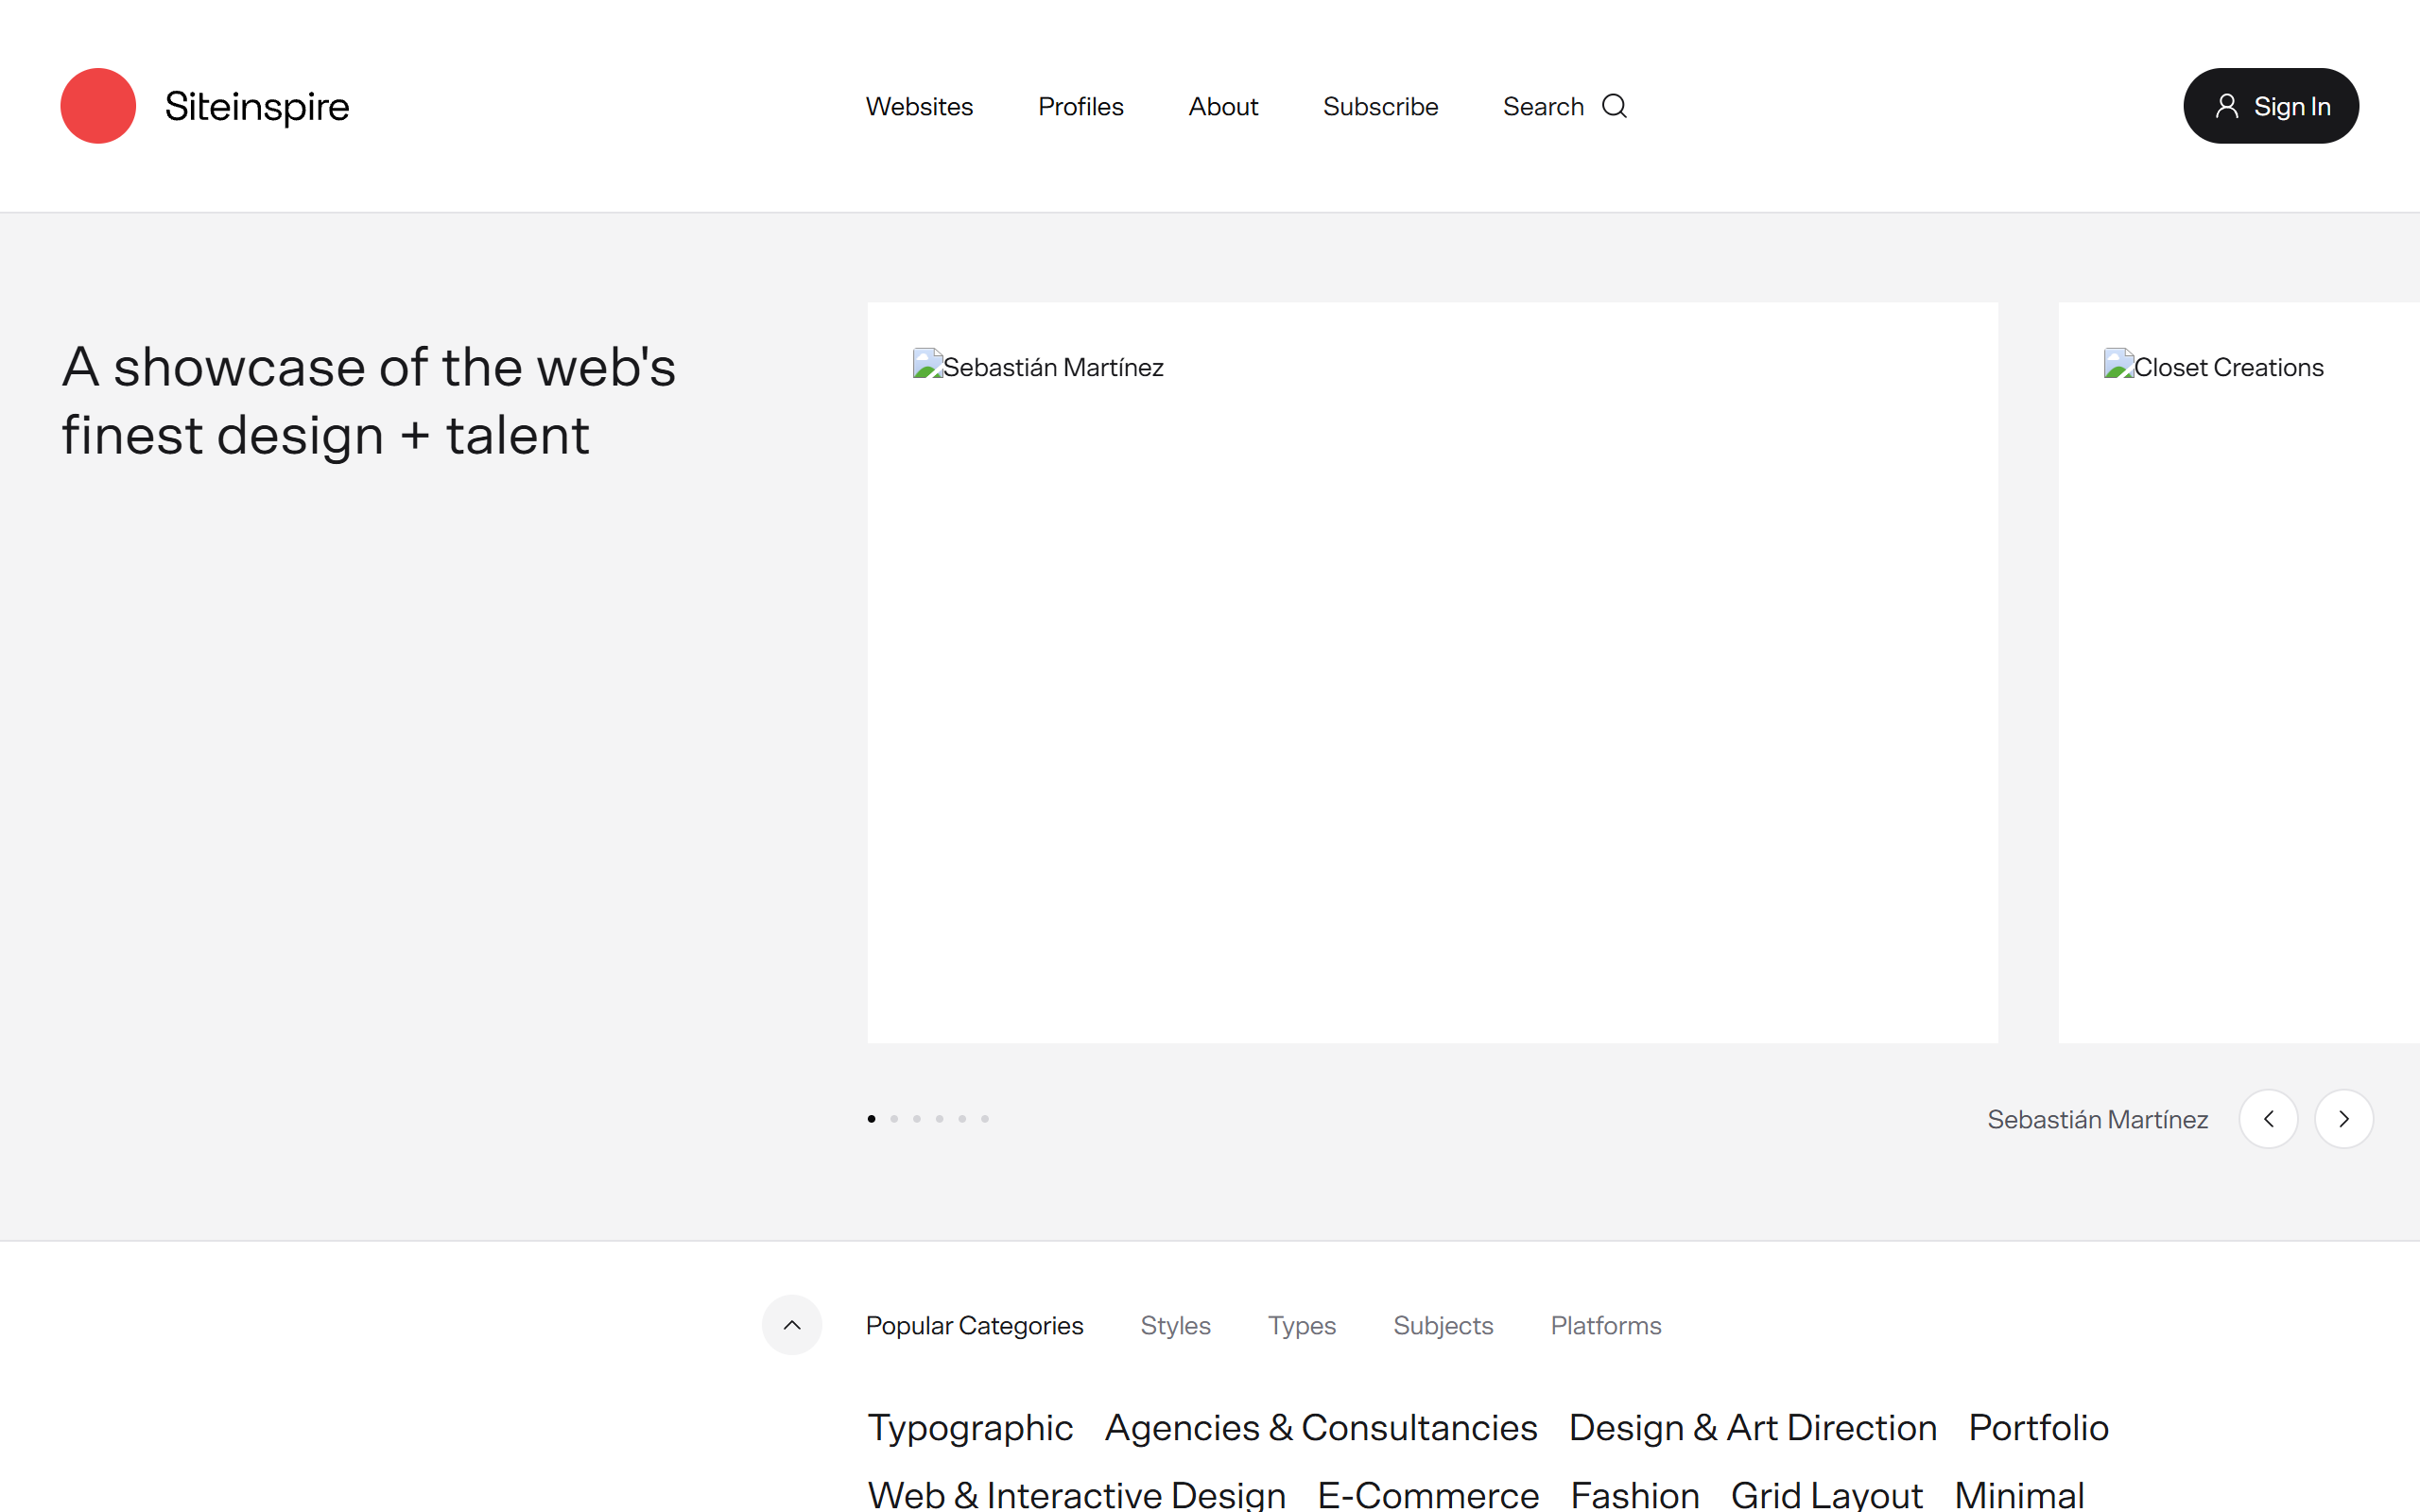 Siteinspire
Websites Profiles About Subscribe Search
Sign In
A showcase of the web's
finest design + talent
Sebastián Martínez
Closet Creations
Sebastián Martínez
Popular Categories Styles Types Subjects Platforms
Typographic Agencies & Consultancies Design & Art Direction Portfolio
Web & Interactive Design E-Commerce Fashion Grid Layout Minimal